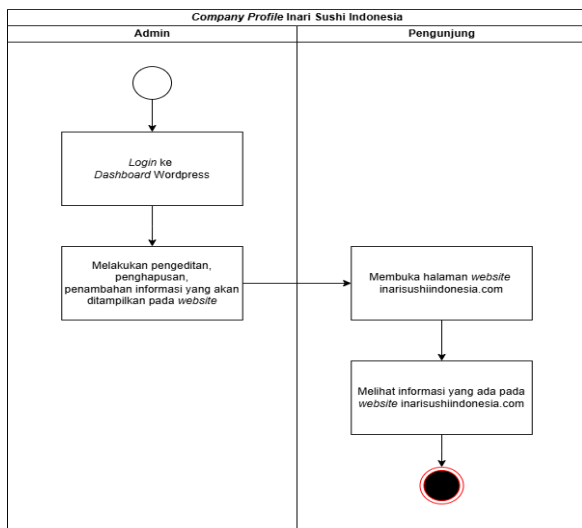 Company Profile Inari Sushi Indonesia
Admin
Pengunjung
Login ke
Dashboard Wordpress
Melakukan pengeditan,
penghapusan,
penambahan informasi yang akan
ditampilkan pada website
Membuka halaman website
inarisushiindonesia.com
Melihat informasi yang ada pada
website inarisushiindonesia.com